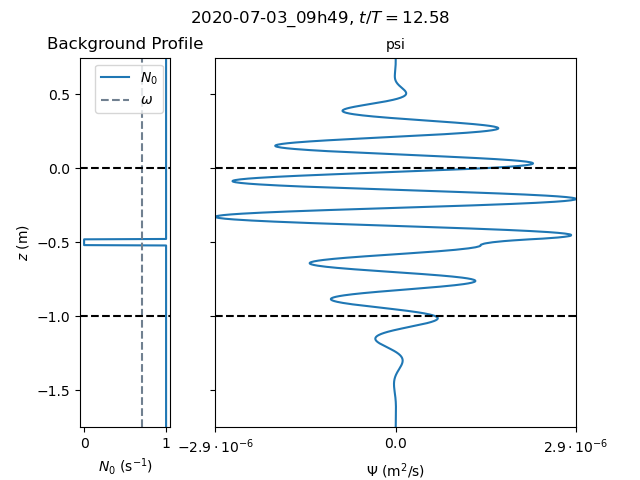 2020-07-03_09h49, t/T = 12.58
Background Profile
psi
N₀
ω
0.5
0.0
−0.5
−1.0
−1.5
z (m)
0
1
−2.9 · 10⁻⁶
0.0
2.9 · 10⁻⁶
N₀ (s⁻¹)
Ψ (m²/s)